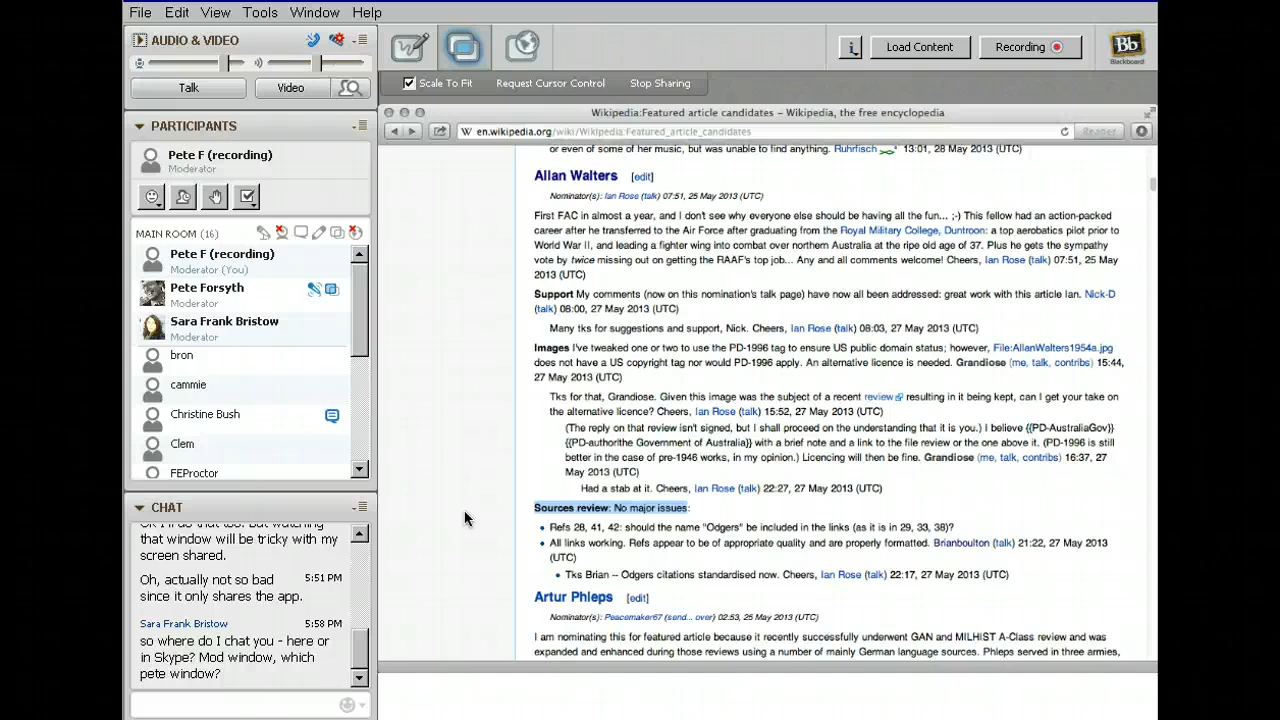 File Edit View Tools Window Help
AUDIO & VIDEO
Talk
Video
Load Content
Recording
Bb
Blackboard
Scale To Fit
Request Cursor Control
Stop Sharing
PARTICIPANTS
Pete F (recording)
Moderator
MAIN ROOM (16)
Pete F (recording)
Moderator (You)
Pete Forsyth
Moderator
Sara Frank Bristow
Moderator
bron
cammie
Christine Bush
Clem
FEProctor
CHAT
that window will be tricky with my
screen shared.
Oh, actually not so bad 5:51 PM
since it only shares the app.
Sara Frank Bristow 5:58 PM
so where do I chat you - here or
in Skype? Mod window, which
pete window?
Wikipedia:Featured article candidates – Wikipedia, the free encyclopedia
W en.wikipedia.org/wiki/Wikipedia:Featured_article_candidates
Reader
or even of some of her music, but was unable to find anything. Ruhrfisch 13:01, 28 May 2013 (UTC)
Allan Walters [edit]
Nominator(s): Ian Rose (talk) 07:51, 25 May 2013 (UTC)
First FAC in almost a year, and I don't see why everyone else should be having all the fun... ;-) This fellow had an action-packed
career after he transferred to the Air Force after graduating from the Royal Military College, Duntroon: a top aerobatics pilot prior to
World War II, and leading a fighter wing into combat over northern Australia at the ripe old age of 37. Plus he gets the sympathy
vote by twice missing out on getting the RAAF's top job... Any and all comments welcome! Cheers, Ian Rose (talk) 07:51, 25 May
2013 (UTC)
Support My comments (now on this nomination's talk page) have now all been addressed: great work with this article Ian. Nick-D
(talk) 08:00, 27 May 2013 (UTC)
Many tks for suggestions and support, Nick. Cheers, Ian Rose (talk) 08:03, 27 May 2013 (UTC)
Images I've tweaked one or two to use the PD-1996 tag to ensure US public domain status; however, File:AllanWalters1954a.jpg
does not have a US copyright tag nor would PD-1996 apply. An alternative licence is needed. Grandiose (me, talk, contribs) 15:44,
27 May 2013 (UTC)
Tks for that, Grandiose. Given this image was the subject of a recent review resulting in it being kept, can I get your take on
the alternative licence? Cheers, Ian Rose (talk) 15:52, 27 May 2013 (UTC)
(The reply on that review isn't signed, but I shall proceed on the understanding that it is you.) I believe {{PD-AustraliaGov}}
{{PD-author|the Government of Australia}} with a brief note and a link to the file review or the one above it. (PD-1996 is still
better in the case of pre-1946 works, in my opinion.) Licencing will then be fine. Grandiose (me, talk, contribs) 16:37, 27
May 2013 (UTC)
Had a stab at it. Cheers, Ian Rose (talk) 22:27, 27 May 2013 (UTC)
Sources review: No major issues:
• Refs 28, 41, 42: should the name "Odgers" be included in the links (as it is in 29, 33, 38)?
• All links working. Refs appear to be of appropriate quality and are properly formatted. Brianboulton (talk) 21:22, 27 May 2013
(UTC)
• Tks Brian -- Odgers citations standardised now. Cheers, Ian Rose (talk) 22:17, 27 May 2013 (UTC)
Artur Phleps [edit]
Nominator(s): Peacemaker67 (send... over) 02:53, 25 May 2013 (UTC)
I am nominating this for featured article because it recently successfully underwent GAN and MILHIST A-Class review and was
expanded and enhanced during those reviews using a number of mainly German language sources. Phleps served in three armies,